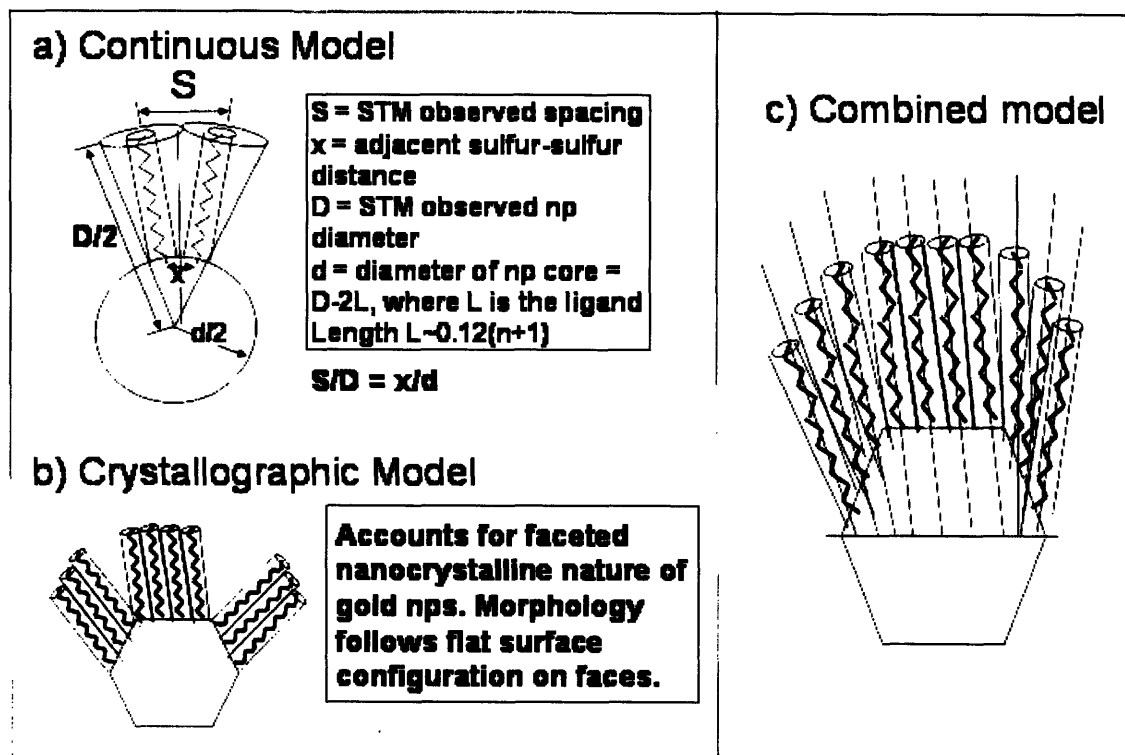 a) Continuous Model
S
D/2
x
d/2
S = STM observed spacing
x = adjacent sulfur-sulfur
distance
D = STM observed np
diameter
d = diameter of np core =
D-2L, where L is the ligand
Length L~0.12(n+1)
S/D = x/d
b) Crystallographic Model
Accounts for faceted
nanocrystalline nature of
gold nps. Morphology
follows flat surface
configuration on faces.
c) Combined model